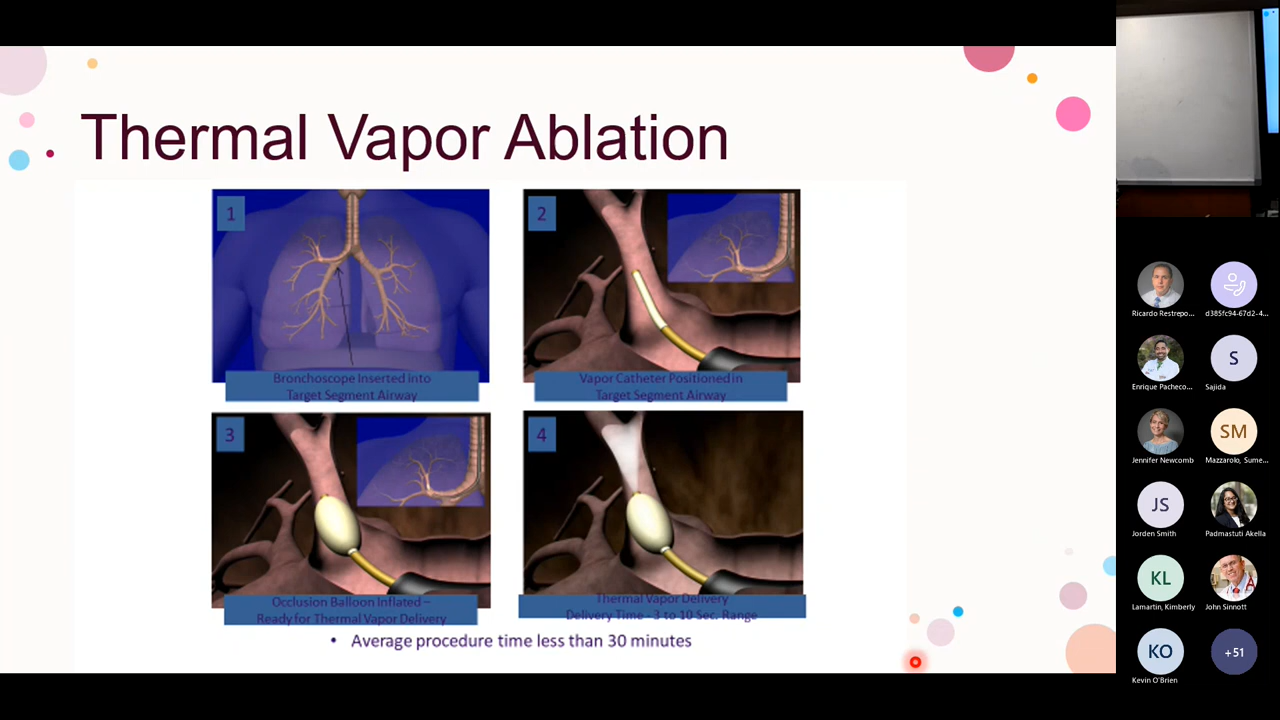 Thermal Vapor Ablation
1
Bronchoscope Inserted into
Target Segment Airway
2
Vapor Catheter Positioned in
Target Segment Airway
3
Occlusion Balloon Inflated –
Ready for Thermal Vapor Delivery
4
Thermal Vapor Delivery
Delivery Time - 3 to 10 Sec. Range
• Average procedure time less than 30 minutes
Ricardo Restrepo...
d385fc94-67d2-4...
Enrique Pacheco...
S
Sajida
Jennifer Newcomb
SM
Mazzarolo, Sume...
JS
Jorden Smith
Padmastuti Akella
KL
Lamartin, Kimberly
A
John Sinnott
KO
Kevin O'Brien
+51